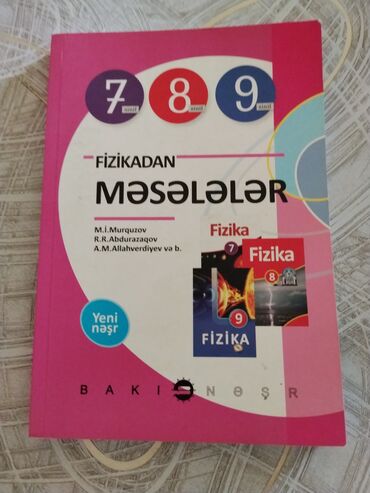 7 sinif
8 sinif
9 sinif
FİZİKADAN
MƏSƏLƏLƏR
M.İ.Murquzov
R.R.Abdurazaqov
A.M.Allahverdiyev və b.
Fizika
7
Fizika
8
9
FİZİKA
Yeni
nəşr
BAKI NƏŞR